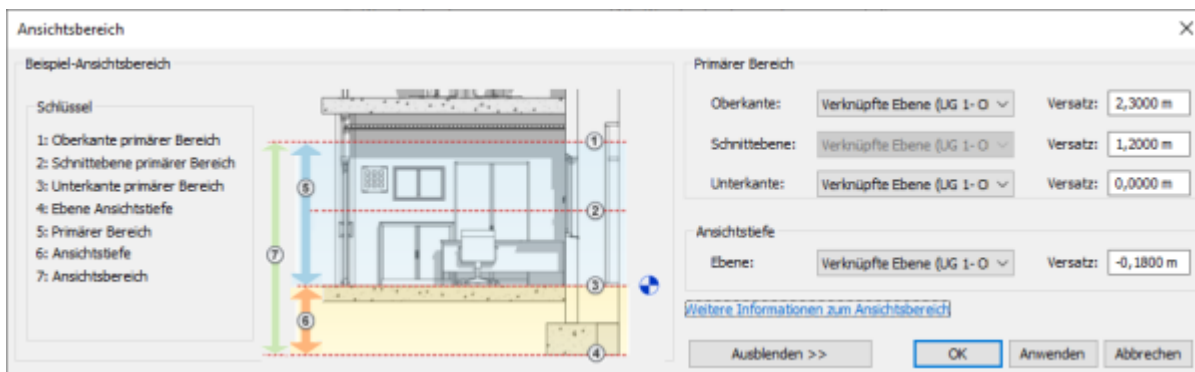 Ansichtsbereich
Beispiel-Ansichtsbereich
Schlüssel
1: Oberkante primärer Bereich
2: Schnittebene primärer Bereich
3: Unterkante primärer Bereich
4: Ebene Ansichtstiefe
5: Primärer Bereich
6: Ansichtstiefe
7: Ansichtsbereich
1
5
2
7
3
6
4
Primärer Bereich
Oberkante: Verknüpfte Ebene (UG 1- O Versatz: 2,3000 m
Schnittebene: Verknüpfte Ebene (UG 1- O Versatz: 1,2000 m
Unterkante: Verknüpfte Ebene (UG 1- O Versatz: 0,0000 m
Ansichtstiefe
Ebene: Verknüpfte Ebene (UG 1- O Versatz: -0,1800 m
Weitere Informationen zum Ansichtsbereich
Ausblenden >> OK Anwenden Abbrechen